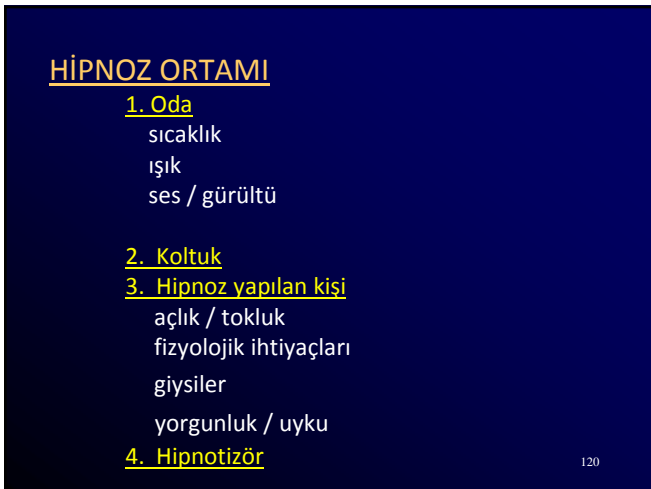 HİPNOZ ORTAMI
1. Oda
sıcaklık
ışık
ses / gürültü
2. Koltuk
3. Hipnoz yapılan kişi
açlık / tokluk
fizyolojik ihtiyaçları
giysiler
yorgunluk / uyku
4. Hipnotizör
120